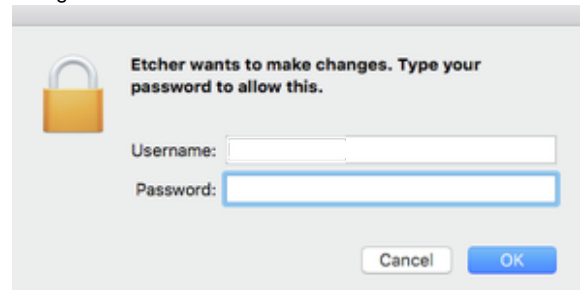 Etcher wants to make changes. Type your
password to allow this.
Username:
Password:
Cancel
OK